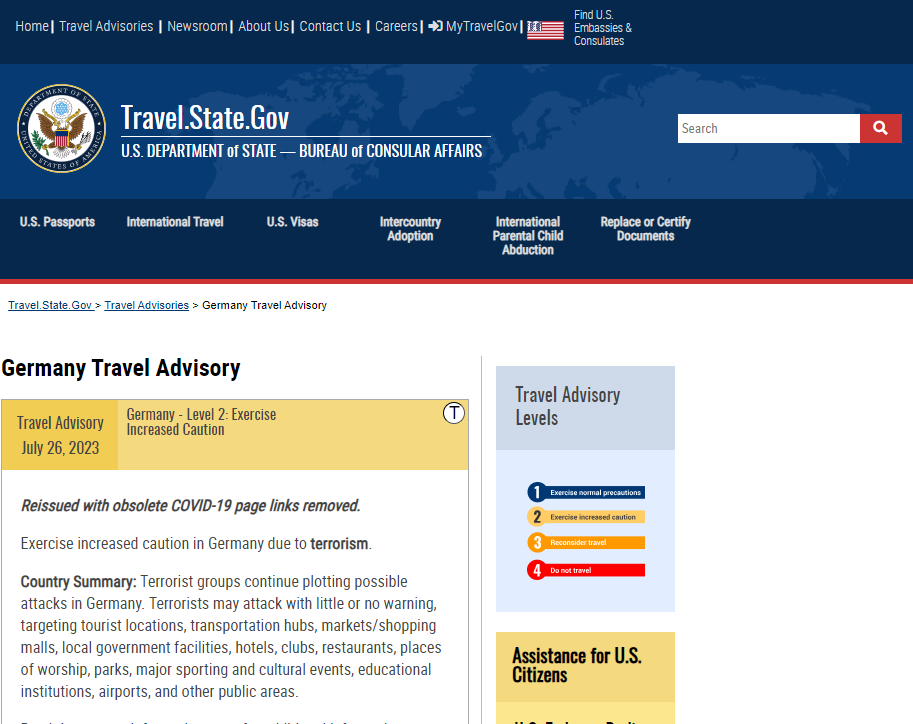 Home | Travel Advisories | Newsroom | About Us | Contact Us | Careers | MyTravelGov |
Find U.S.
Embassies &
Consulates
DEPARTMENT OF STATE
UNITED STATES OF AMERICA
Travel.State.Gov
U.S. DEPARTMENT of STATE — BUREAU of CONSULAR AFFAIRS
Search
U.S. Passports
International Travel
U.S. Visas
Intercountry
Adoption
International
Parental Child
Abduction
Replace or Certify
Documents
Travel.State.Gov > Travel Advisories > Germany Travel Advisory
Germany Travel Advisory
Travel Advisory
July 26, 2023
Germany - Level 2: Exercise
Increased Caution
T
Reissued with obsolete COVID-19 page links removed.
Exercise increased caution in Germany due to terrorism.
Country Summary: Terrorist groups continue plotting possible
attacks in Germany. Terrorists may attack with little or no warning,
targeting tourist locations, transportation hubs, markets/shopping
malls, local government facilities, hotels, clubs, restaurants, places
of worship, parks, major sporting and cultural events, educational
institutions, airports, and other public areas.
Travel Advisory
Levels
1 Exercise normal precautions
2 Exercise increased caution
3 Reconsider travel
4 Do not travel
Assistance for U.S.
Citizens